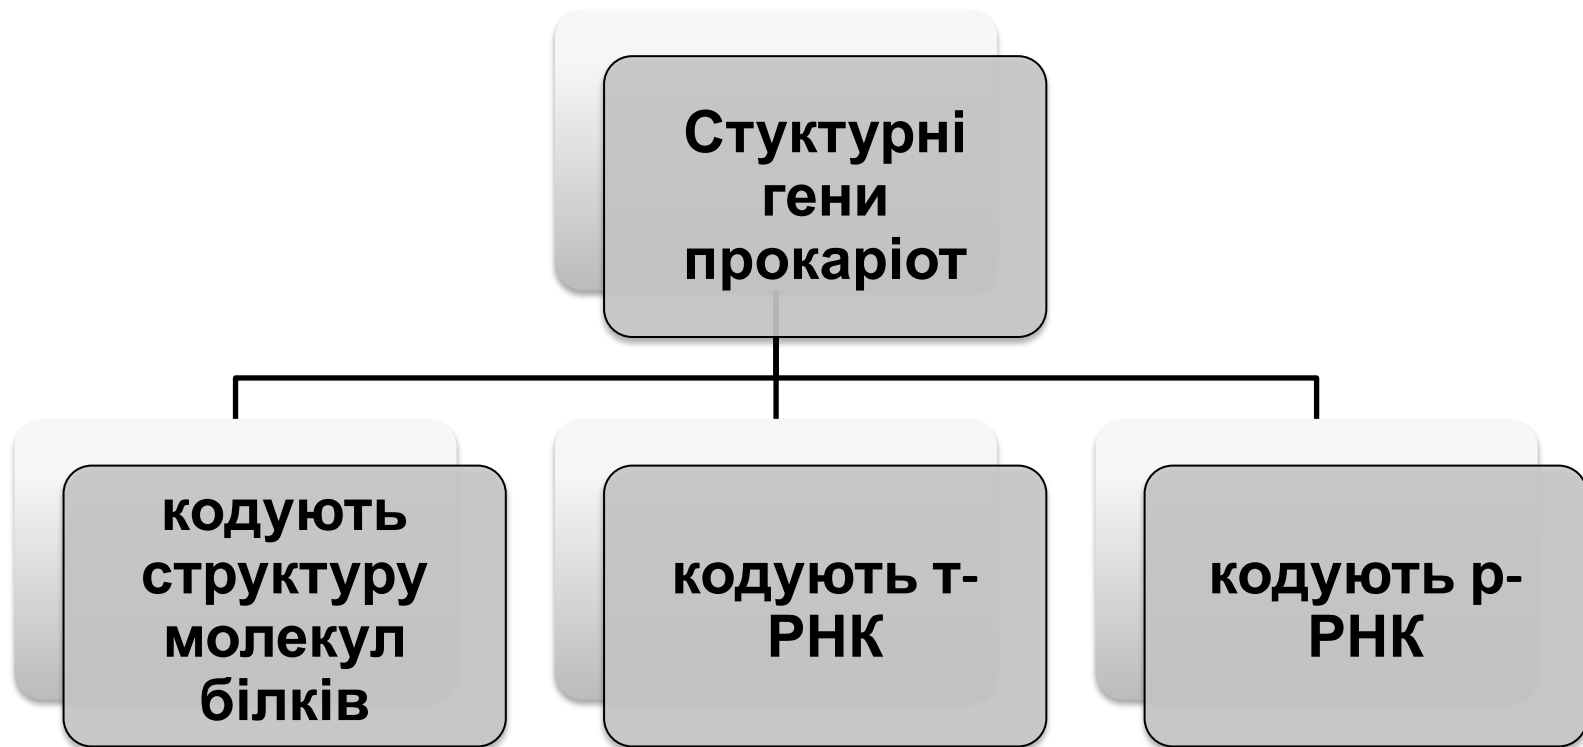 Стуктурні
гени
прокаріот
кодують
структуру
молекул
білків
кодують т-
РНК
кодують р-
РНК